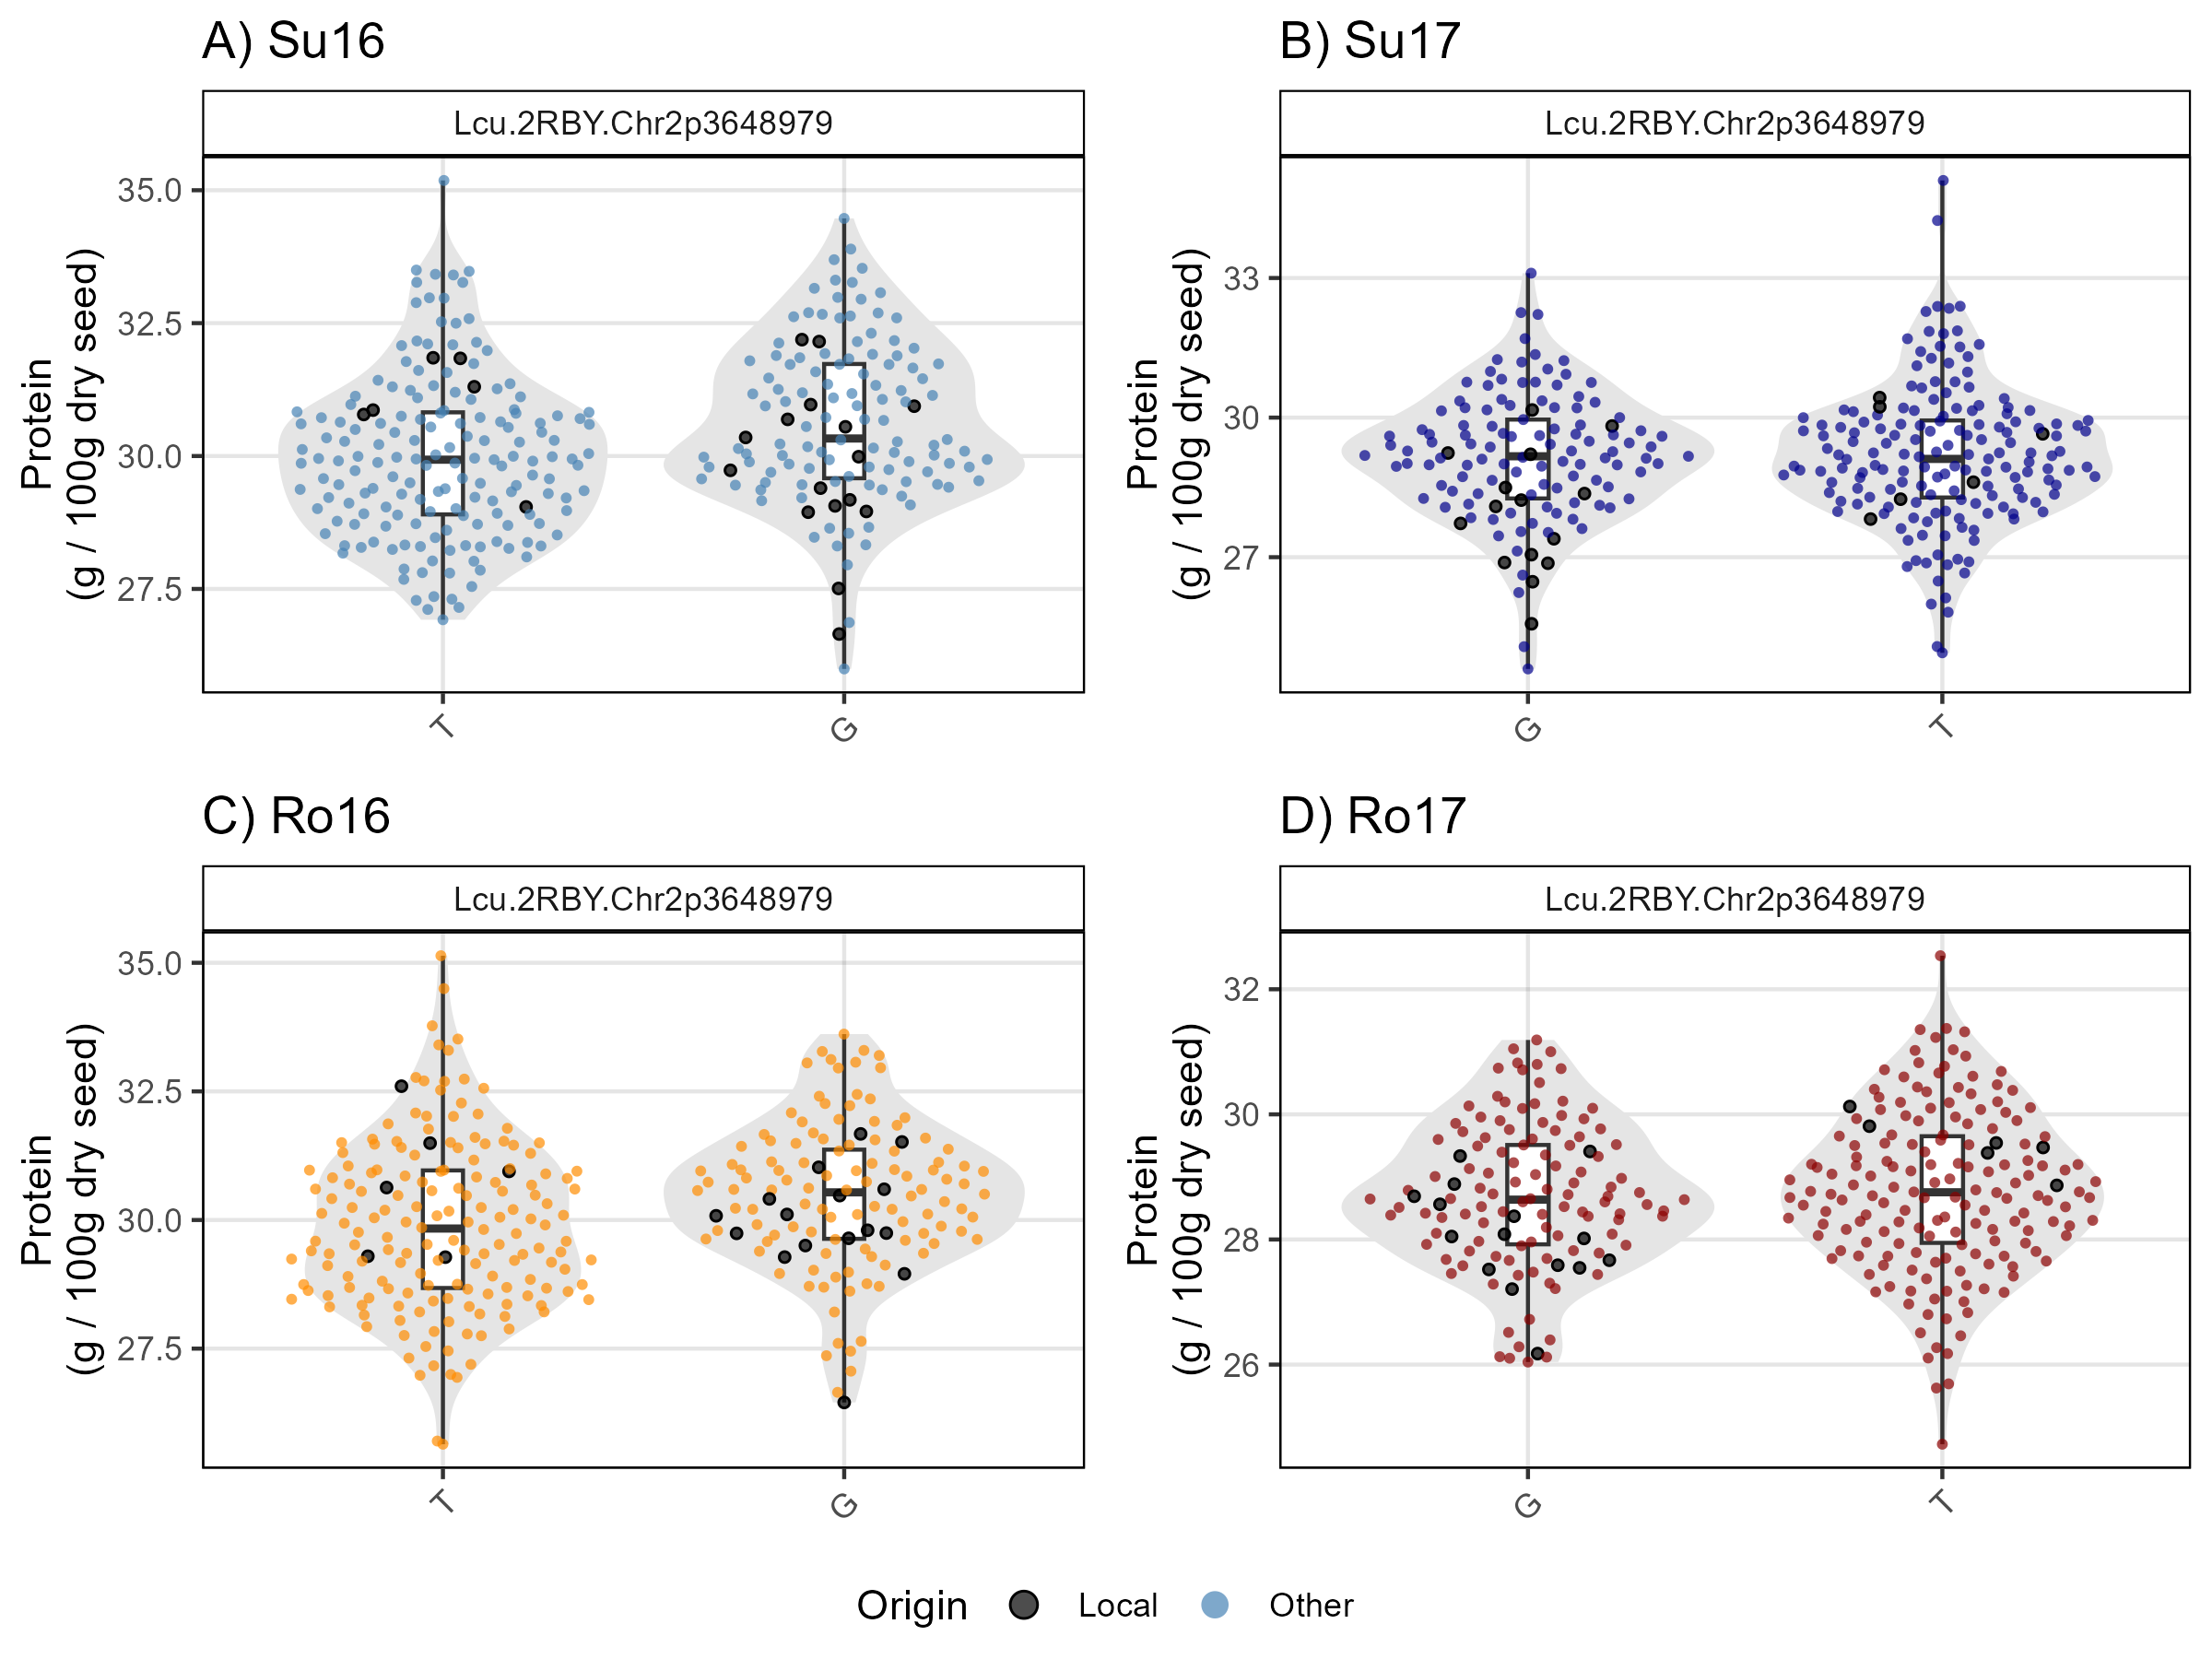 A) Su16
Lcu.2RBY.Chr2p3648979
Protein
(g / 100g dry seed)
35.0
32.5
30.0
27.5
T
G
B) Su17
Lcu.2RBY.Chr2p3648979
Protein
(g / 100g dry seed)
33
30
27
G
T
C) Ro16
Lcu.2RBY.Chr2p3648979
Protein
(g / 100g dry seed)
35.0
32.5
30.0
27.5
T
G
D) Ro17
Lcu.2RBY.Chr2p3648979
Protein
(g / 100g dry seed)
32
30
28
26
G
T
Origin Local Other